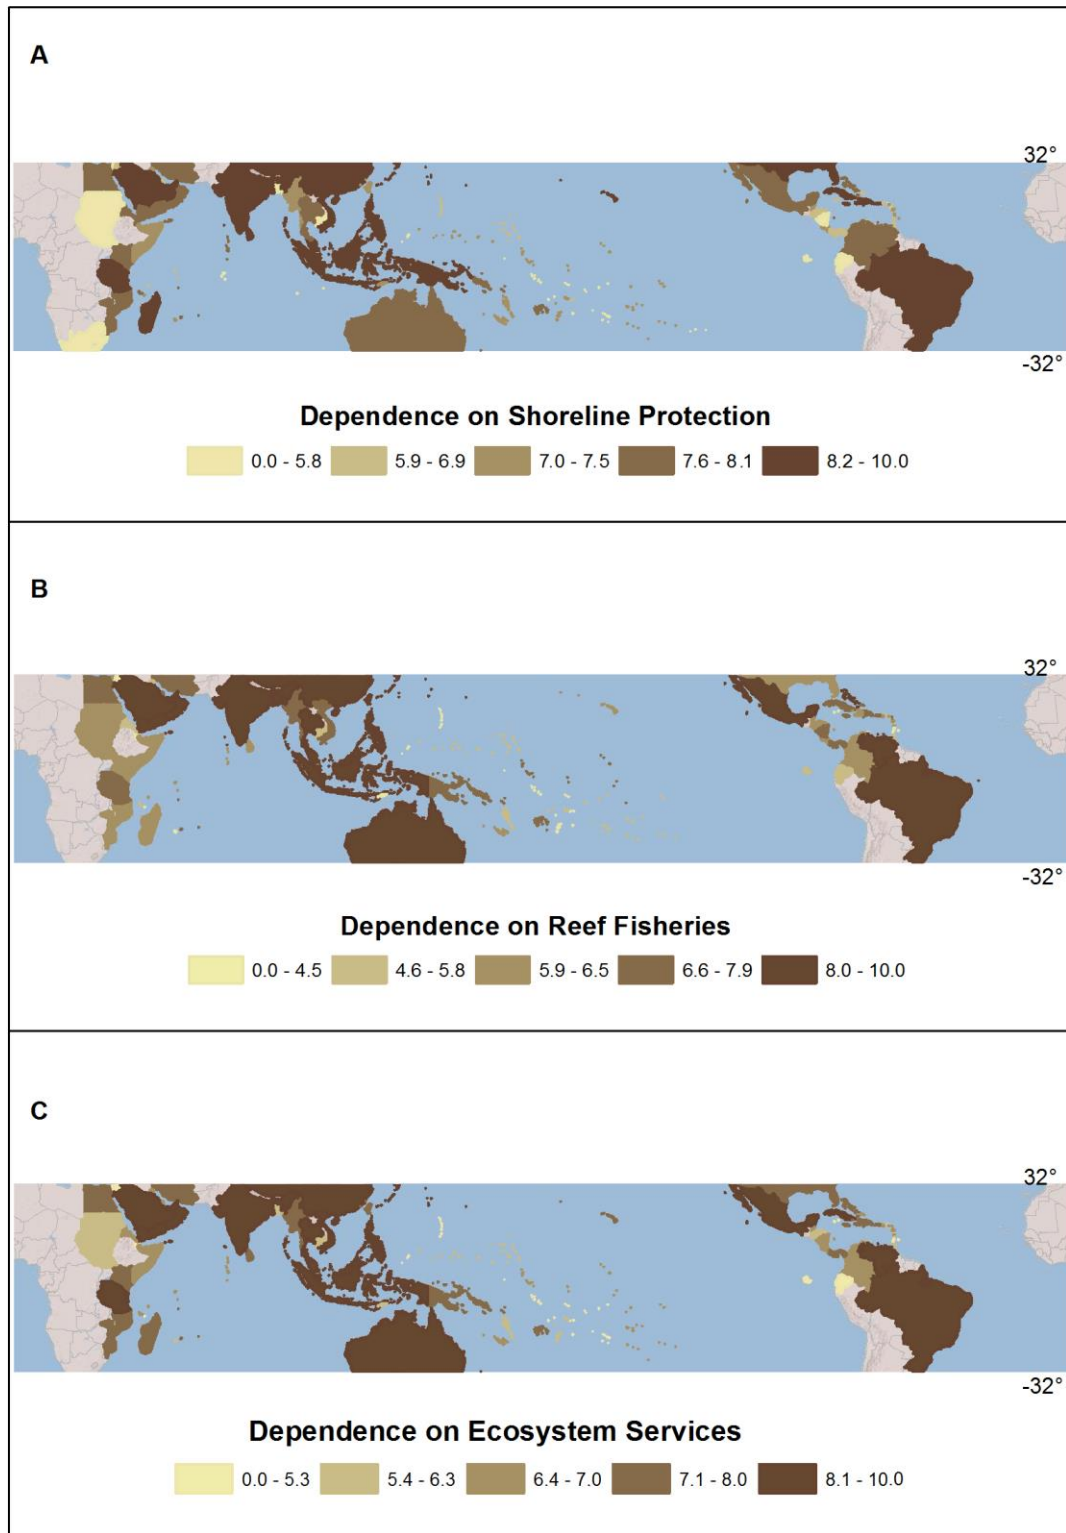 A
32°
-32°
Dependence on Shoreline Protection
0.0 - 5.8 5.9 - 6.9 7.0 - 7.5 7.6 - 8.1 8.2 - 10.0
B
32°
-32°
Dependence on Reef Fisheries
0.0 - 4.5 4.6 - 5.8 5.9 - 6.5 6.6 - 7.9 8.0 - 10.0
C
32°
-32°
Dependence on Ecosystem Services
0.0 - 5.3 5.4 - 6.3 6.4 - 7.0 7.1 - 8.0 8.1 - 10.0